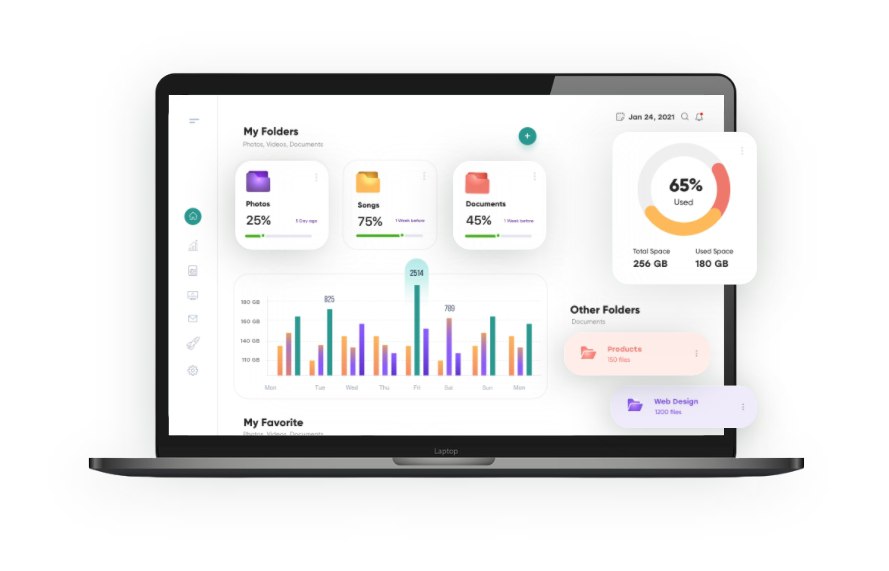 My Folders
Photos, Videos, Documents
+
Jan 24, 2021
Photos
25%
5 Day ago
Songs
75%
1 Week before
Documents
45%
1 Week before
65%
Used
Total Space
Used Space
256 GB
180 GB
2514
825
789
180 GB
160 GB
140 GB
110 GB
Mon
Tue
Wed
Thu
Fri
Sat
Sun
Mon
Other Folders
Documents
Products
150 files
Web Design
1200 files
My Favorite
Photos, Videos, Documents
Laptop